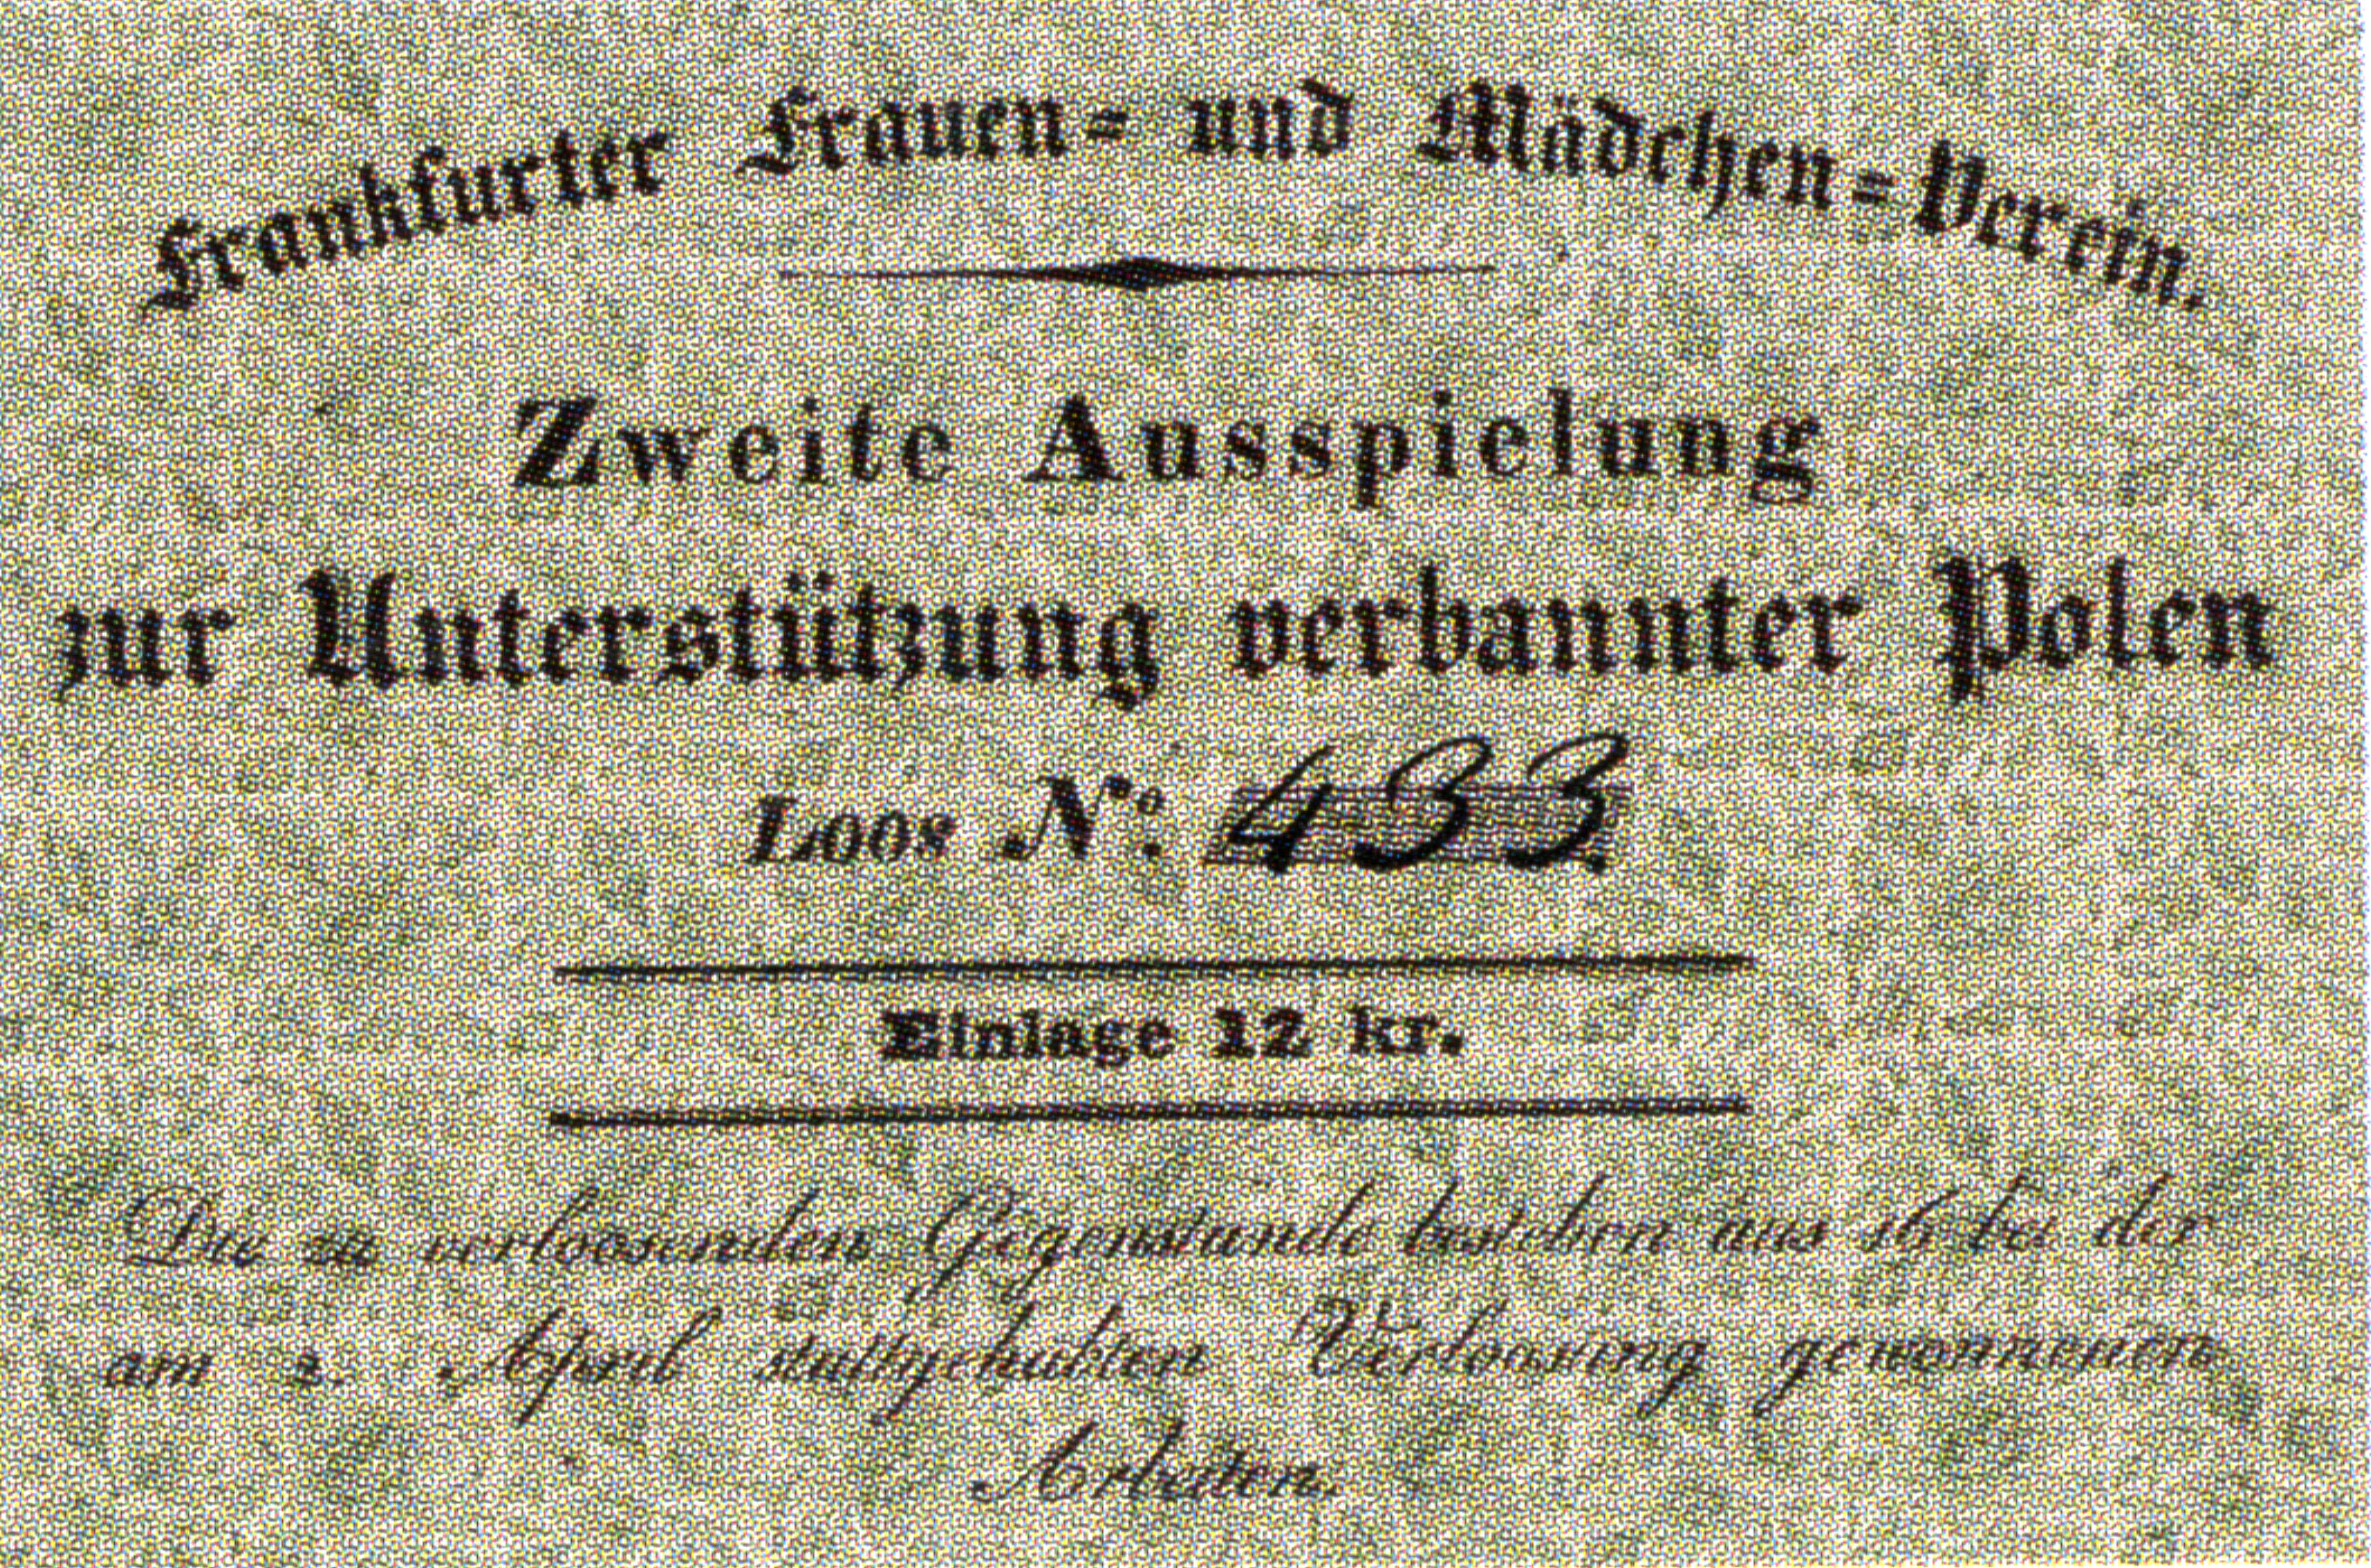 Frankfurter Frauen- und Mädchen-Verein.
Zweite Ausspielung
zur Unterstützung verbannter Polen
Loos No. 433.
Einlage 12 kr.
Die zu verloosenden Gegenstände bestehen aus 16 bei der
am 2. April stattgehabten Verloosung gewonnenen
Arbeiten.